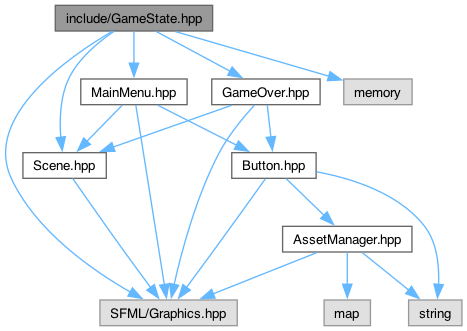 include/GameState.hpp
MainMenu.hpp
GameOver.hpp
memory
Scene.hpp
Button.hpp
AssetManager.hpp
SFML/Graphics.hpp
map
string